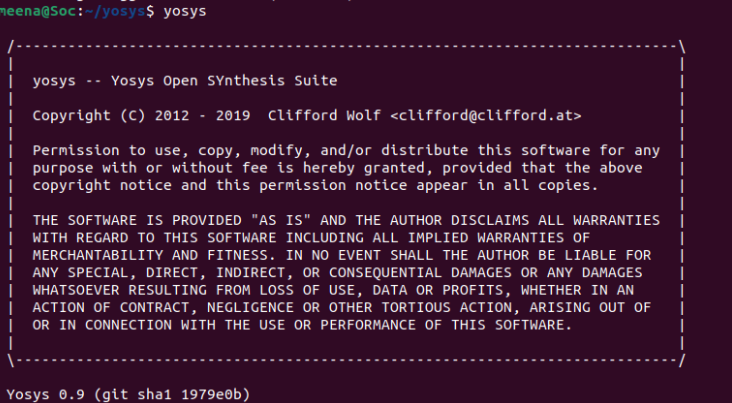 meena@Soc:~/yosys$ yosys
/----------------------------------------------------------------------------\
|                                                                            |
|  yosys -- Yosys Open SYnthesis Suite                                       |
|                                                                            |
|  Copyright (C) 2012 - 2019  Clifford Wolf <clifford@clifford.at>           |
|                                                                            |
|  Permission to use, copy, modify, and/or distribute this software for any  |
|  purpose with or without fee is hereby granted, provided that the above    |
|  copyright notice and this permission notice appear in all copies.         |
|                                                                            |
|  THE SOFTWARE IS PROVIDED "AS IS" AND THE AUTHOR DISCLAIMS ALL WARRANTIES  |
|  WITH REGARD TO THIS SOFTWARE INCLUDING ALL IMPLIED WARRANTIES OF          |
|  MERCHANTABILITY AND FITNESS. IN NO EVENT SHALL THE AUTHOR BE LIABLE FOR   |
|  ANY SPECIAL, DIRECT, INDIRECT, OR CONSEQUENTIAL DAMAGES OR ANY DAMAGES    |
|  WHATSOEVER RESULTING FROM LOSS OF USE, DATA OR PROFITS, WHETHER IN AN     |
|  ACTION OF CONTRACT, NEGLIGENCE OR OTHER TORTIOUS ACTION, ARISING OUT OF   |
|  OR IN CONNECTION WITH THE USE OR PERFORMANCE OF THIS SOFTWARE.            |
|                                                                            |
\----------------------------------------------------------------------------/
Yosys 0.9 (git sha1 1979e0b)